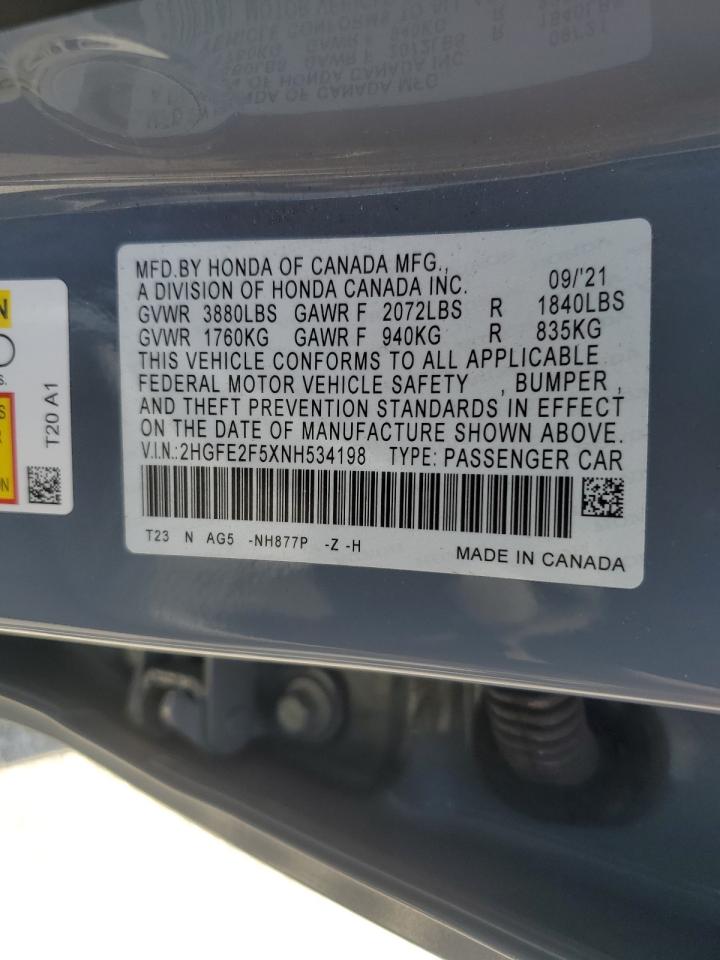 MFD.BY HONDA OF CANADA MFG.,
A DIVISION OF HONDA CANADA INC. 09/'21
GVWR 3880LBS GAWR F 2072LBS R 1840LBS
GVWR 1760KG GAWR F 940KG R 835KG
THIS VEHICLE CONFORMS TO ALL APPLICABLE
FEDERAL MOTOR VEHICLE SAFETY , BUMPER ,
AND THEFT PREVENTION STANDARDS IN EFFECT
ON THE DATE OF MANUFACTURE SHOWN ABOVE.
V.I.N.:2HGFE2F5XNH534198 TYPE: PASSENGER CAR
T23 N AG5 -NH877P -Z -H
MADE IN CANADA
T20 A1